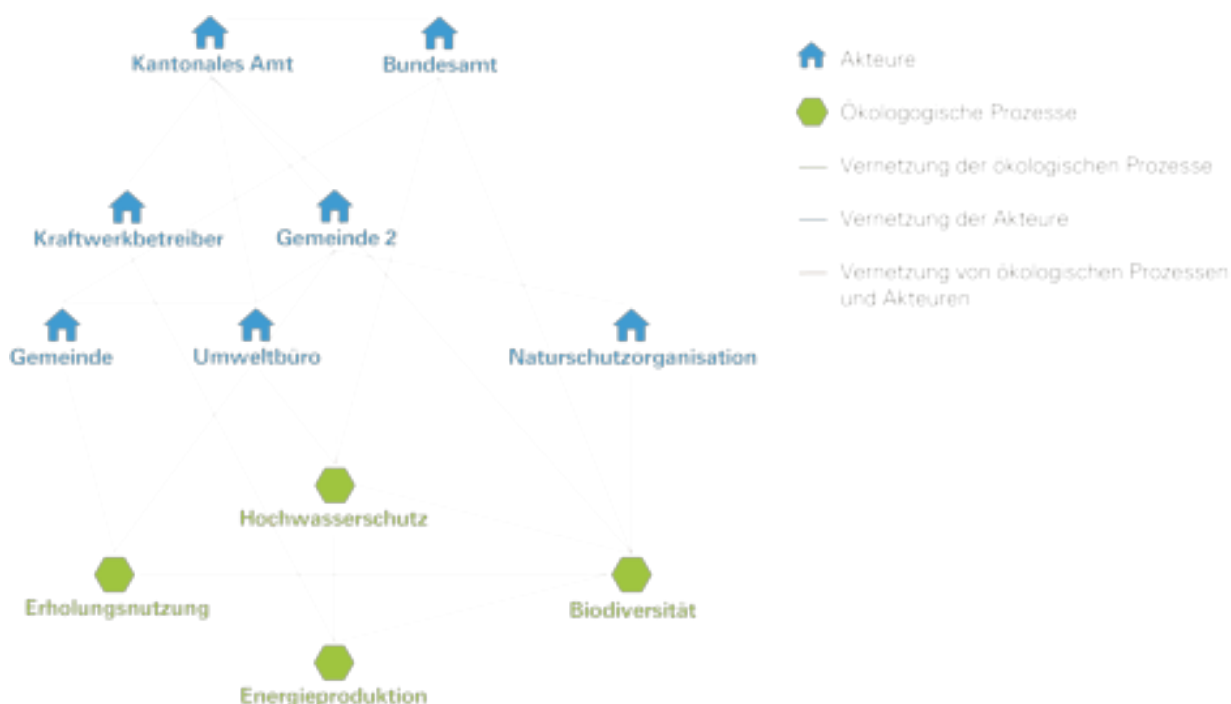 Kantonales Amt
Bundesamt
Kraftwerkbetreiber
Gemeinde 2
Gemeinde
Umweltbüro
Naturschutzorganisation
Hochwasserschutz
Erholungsnutzung
Biodiversität
Energieproduktion
Akteure
Ökologogische Prozesse
Vernetzung der ökologischen Prozesse
Vernetzung der Akteure
Vernetzung von ökologischen Prozessen
und Akteuren